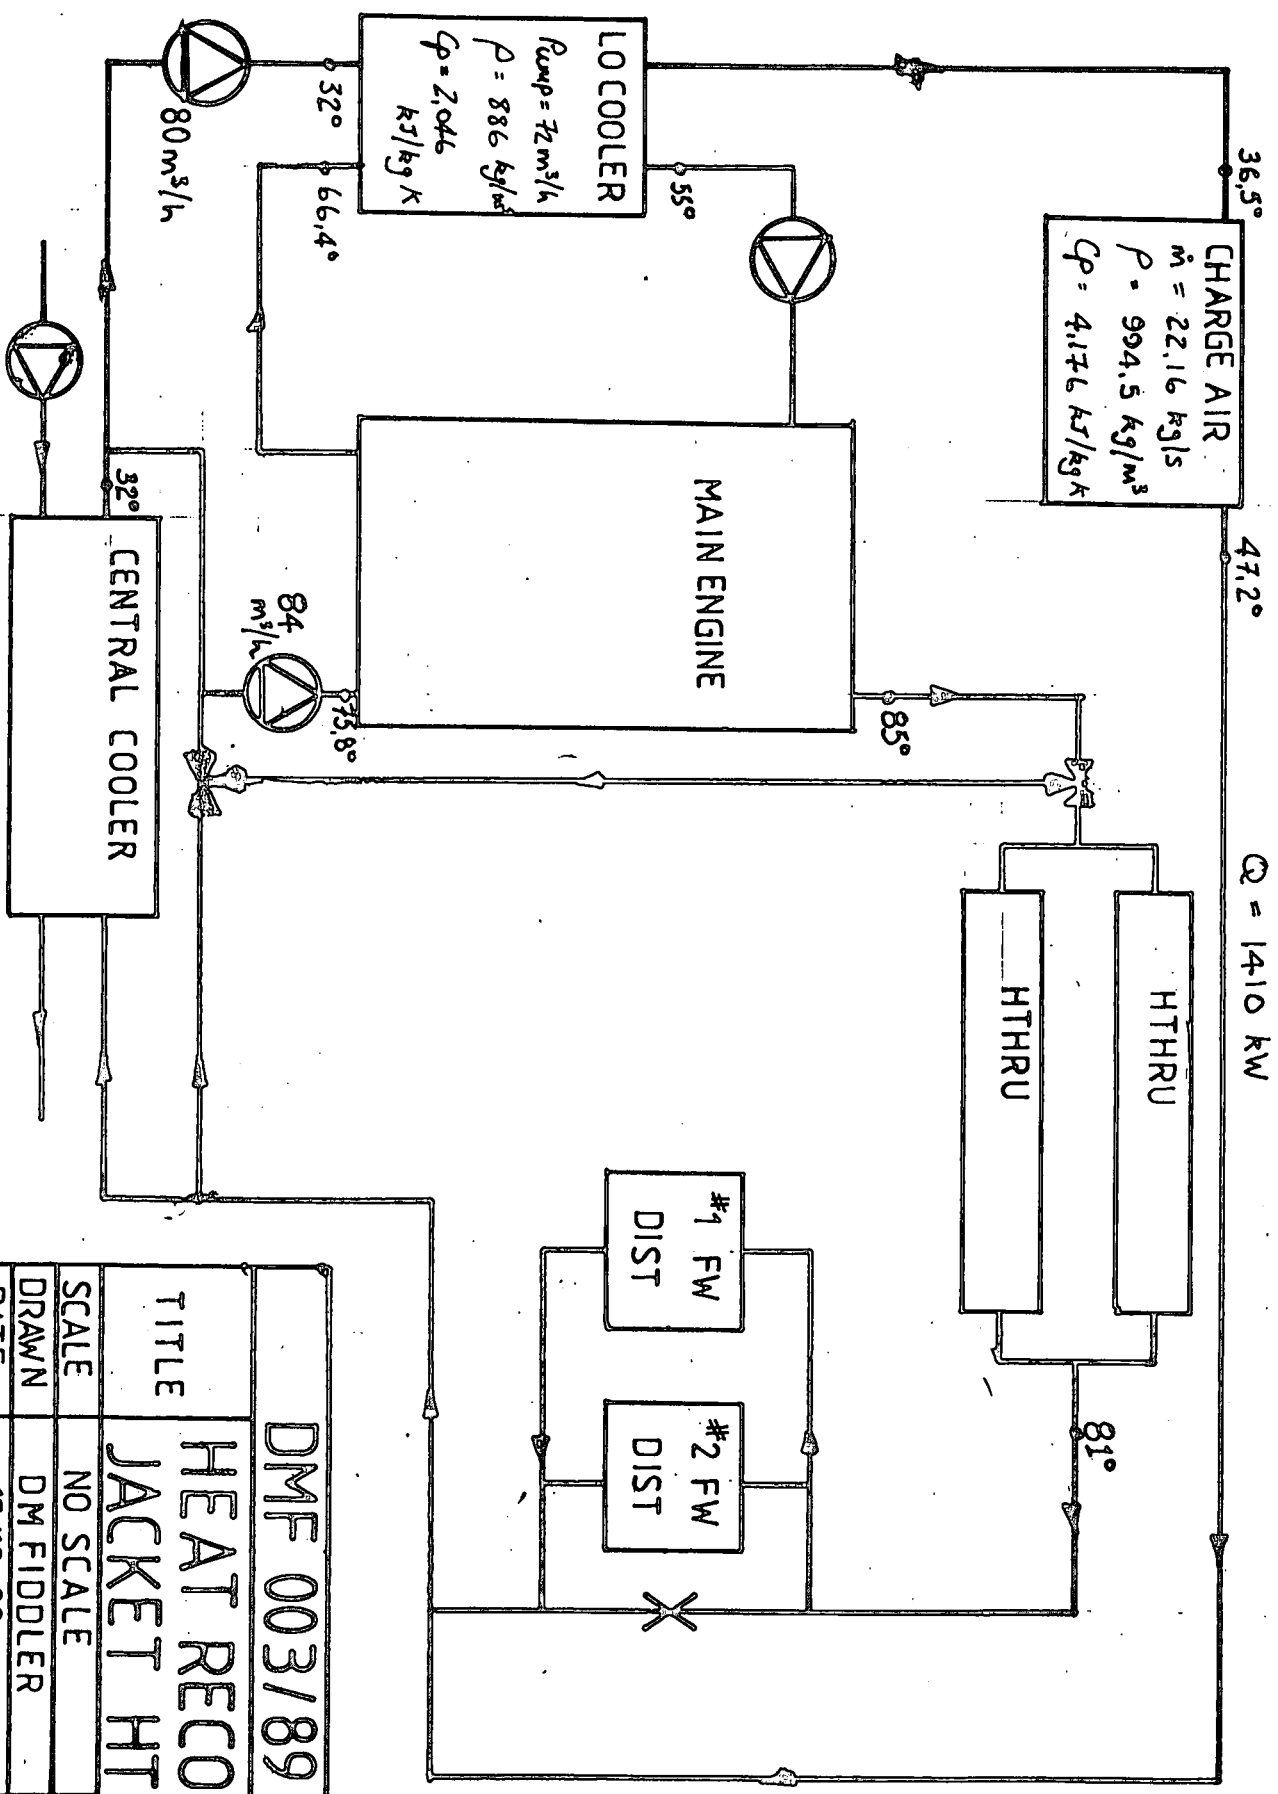 36,5°
CHARGE AIR
ṁ = 22,16 kg/s
ρ = 994,5 kg/m³
Cp = 4,176 kJ/kg K
47,2°
Q = 1410 kW
HTHRU
HTHRU
81°
LO COOLER
Pump = 72 m³/h
ρ = 886 kg/m³
Cp = 2,046
kJ/kg K
55°
32°
66,4°
80 m³/h
MAIN ENGINE
85°
75,8°
84
m³/h
32°
CENTRAL COOLER
#1 FW
DIST
#2 FW
DIST
DMF 003/89
TITLE
HEAT RECO
JACKET HT
SCALE
NO SCALE
DRAWN
DM FIDDLER